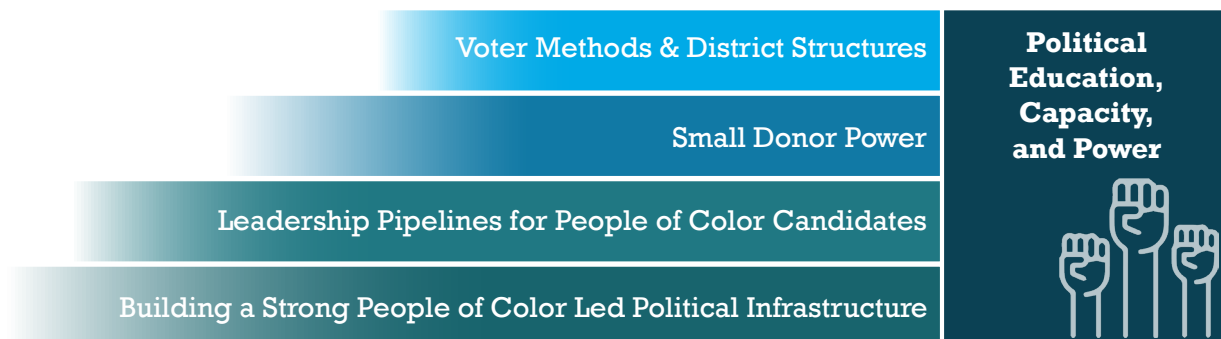 Voter Methods & District Structures
Small Donor Power
Leadership Pipelines for People of Color Candidates
Building a Strong People of Color Led Political Infrastructure
Political
Education,
Capacity,
and Power